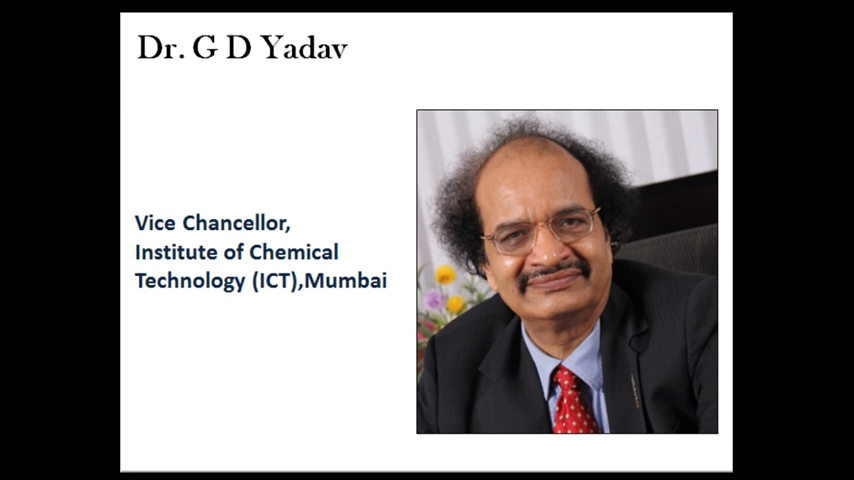 Dr. G D Yadav
Vice Chancellor,
Institute of Chemical
Technology (ICT),Mumbai